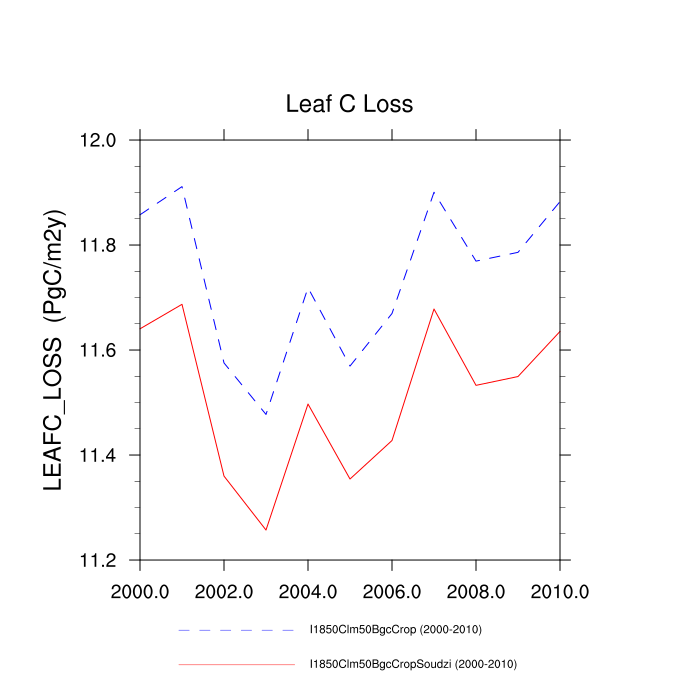 Leaf C Loss
LEAFC_LOSS (PgC/m2y)
12.0
11.8
11.6
11.4
11.2
2000.0 2002.0 2004.0 2006.0 2008.0 2010.0
I1850Clm50BgcCrop (2000-2010)
I1850Clm50BgcCropSoudzi (2000-2010)